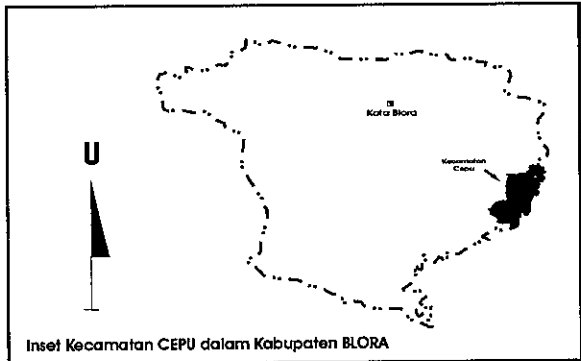 Kota Blora
Kecamatan
Cepu
U
Inset Kecamatan CEPU dalam Kabupaten BLORA